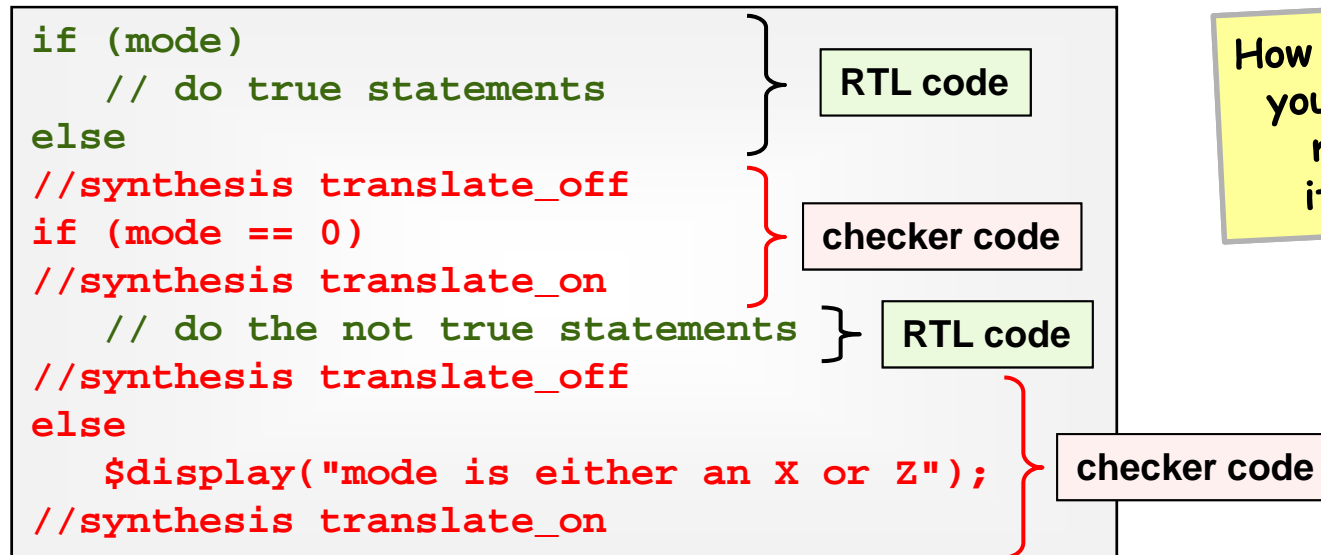 if (mode)
// do true statements
else
//synthesis translate_off
if (mode == 0)
//synthesis translate_on
// do the not true statements
//synthesis translate_off
else
$display("mode is either an X or Z");
//synthesis translate_on
RTL code
checker code
RTL code
checker code
How
you